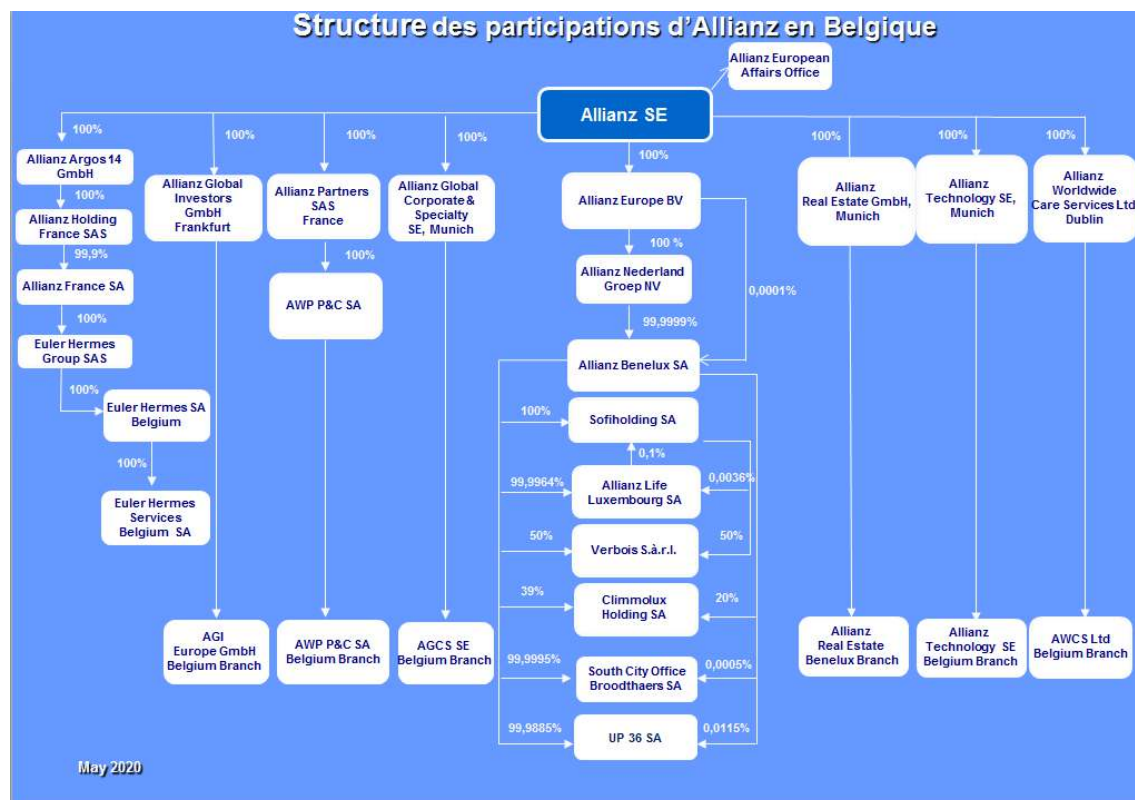 Structure des participations d’Allianz en Belgique
Allianz European
Affairs Office
Allianz SE
100%
100%
100%
100%
100%
100%
100%
100%
Allianz Argos 14
GmbH
100%
Allianz Holding
France SAS
99,9%
Allianz France SA
100%
Euler Hermes
Group SAS
100%
Euler Hermes SA
Belgium
100%
Euler Hermes
Services
Belgium SA
Allianz Global
Investors
GmbH
Frankfurt
Allianz Partners
SAS
France
100%
AWP P&C SA
Allianz Global
Corporate &
Specialty
SE, Munich
Allianz Europe BV
100 %
Allianz Nederland
Groep NV
0,0001%
99,9999%
Allianz Benelux SA
100%
Sofiholding SA
0,1%
99,9964%
Allianz Life
Luxembourg SA
0,0036%
50%
Verbois S.à.r.l.
50%
39%
Climmolux
Holding SA
20%
99,9995%
South City Office
Broodthaers SA
0,0005%
99,9885%
UP 36 SA
0,0115%
Allianz
Real Estate GmbH,
Munich
Allianz
Technology SE,
Munich
Allianz
Worldwide
Care Services Ltd
Dublin
AGI
Europe GmbH
Belgium Branch
AWP P&C SA
Belgium Branch
AGCS SE
Belgium Branch
Allianz
Real Estate
Benelux Branch
Allianz
Technology SE
Belgium Branch
AWCS Ltd
Belgium Branch
May 2020